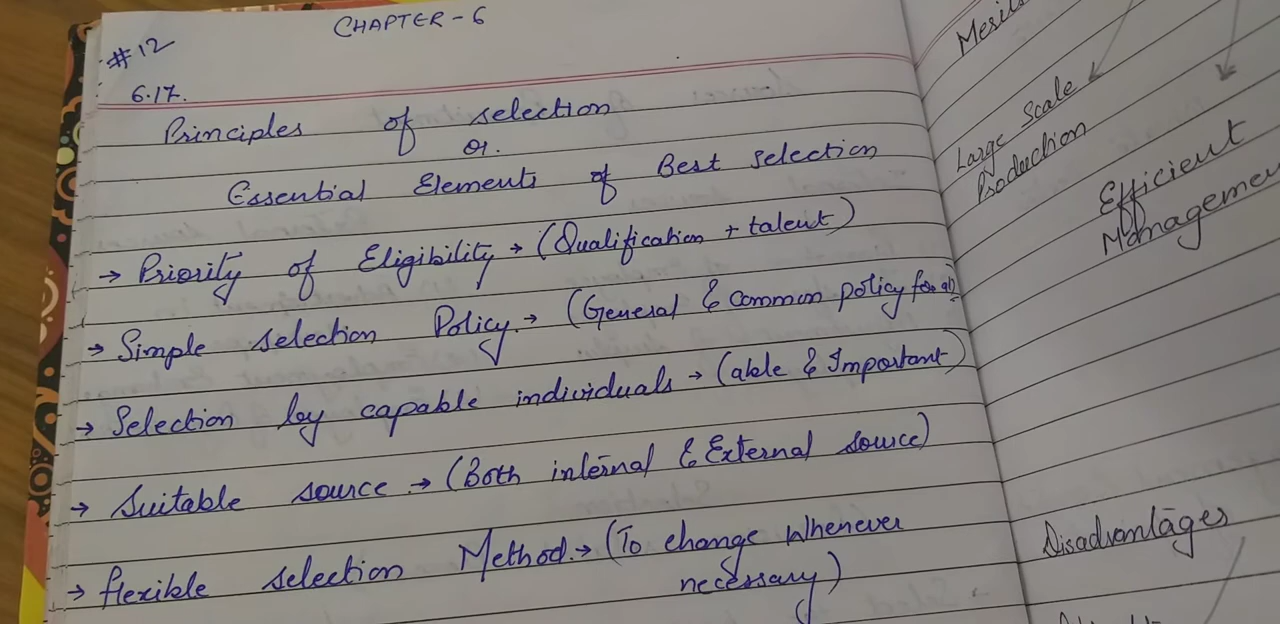 CHAPTER - 6
#12
6.17.
Principles of selection
or.
Essential Elements of Best selection
→ Priority of Eligibility → (Qualification + talent)
→ Simple selection Policy. → (General & common policy for all)
→ Selection by capable individuals → (able & Important)
→ Suitable source → (Both internal & External source)
→ flexible selection Method. → (To change whenever
necessary)
Large Scale
Production
Efficient
Disadvantages